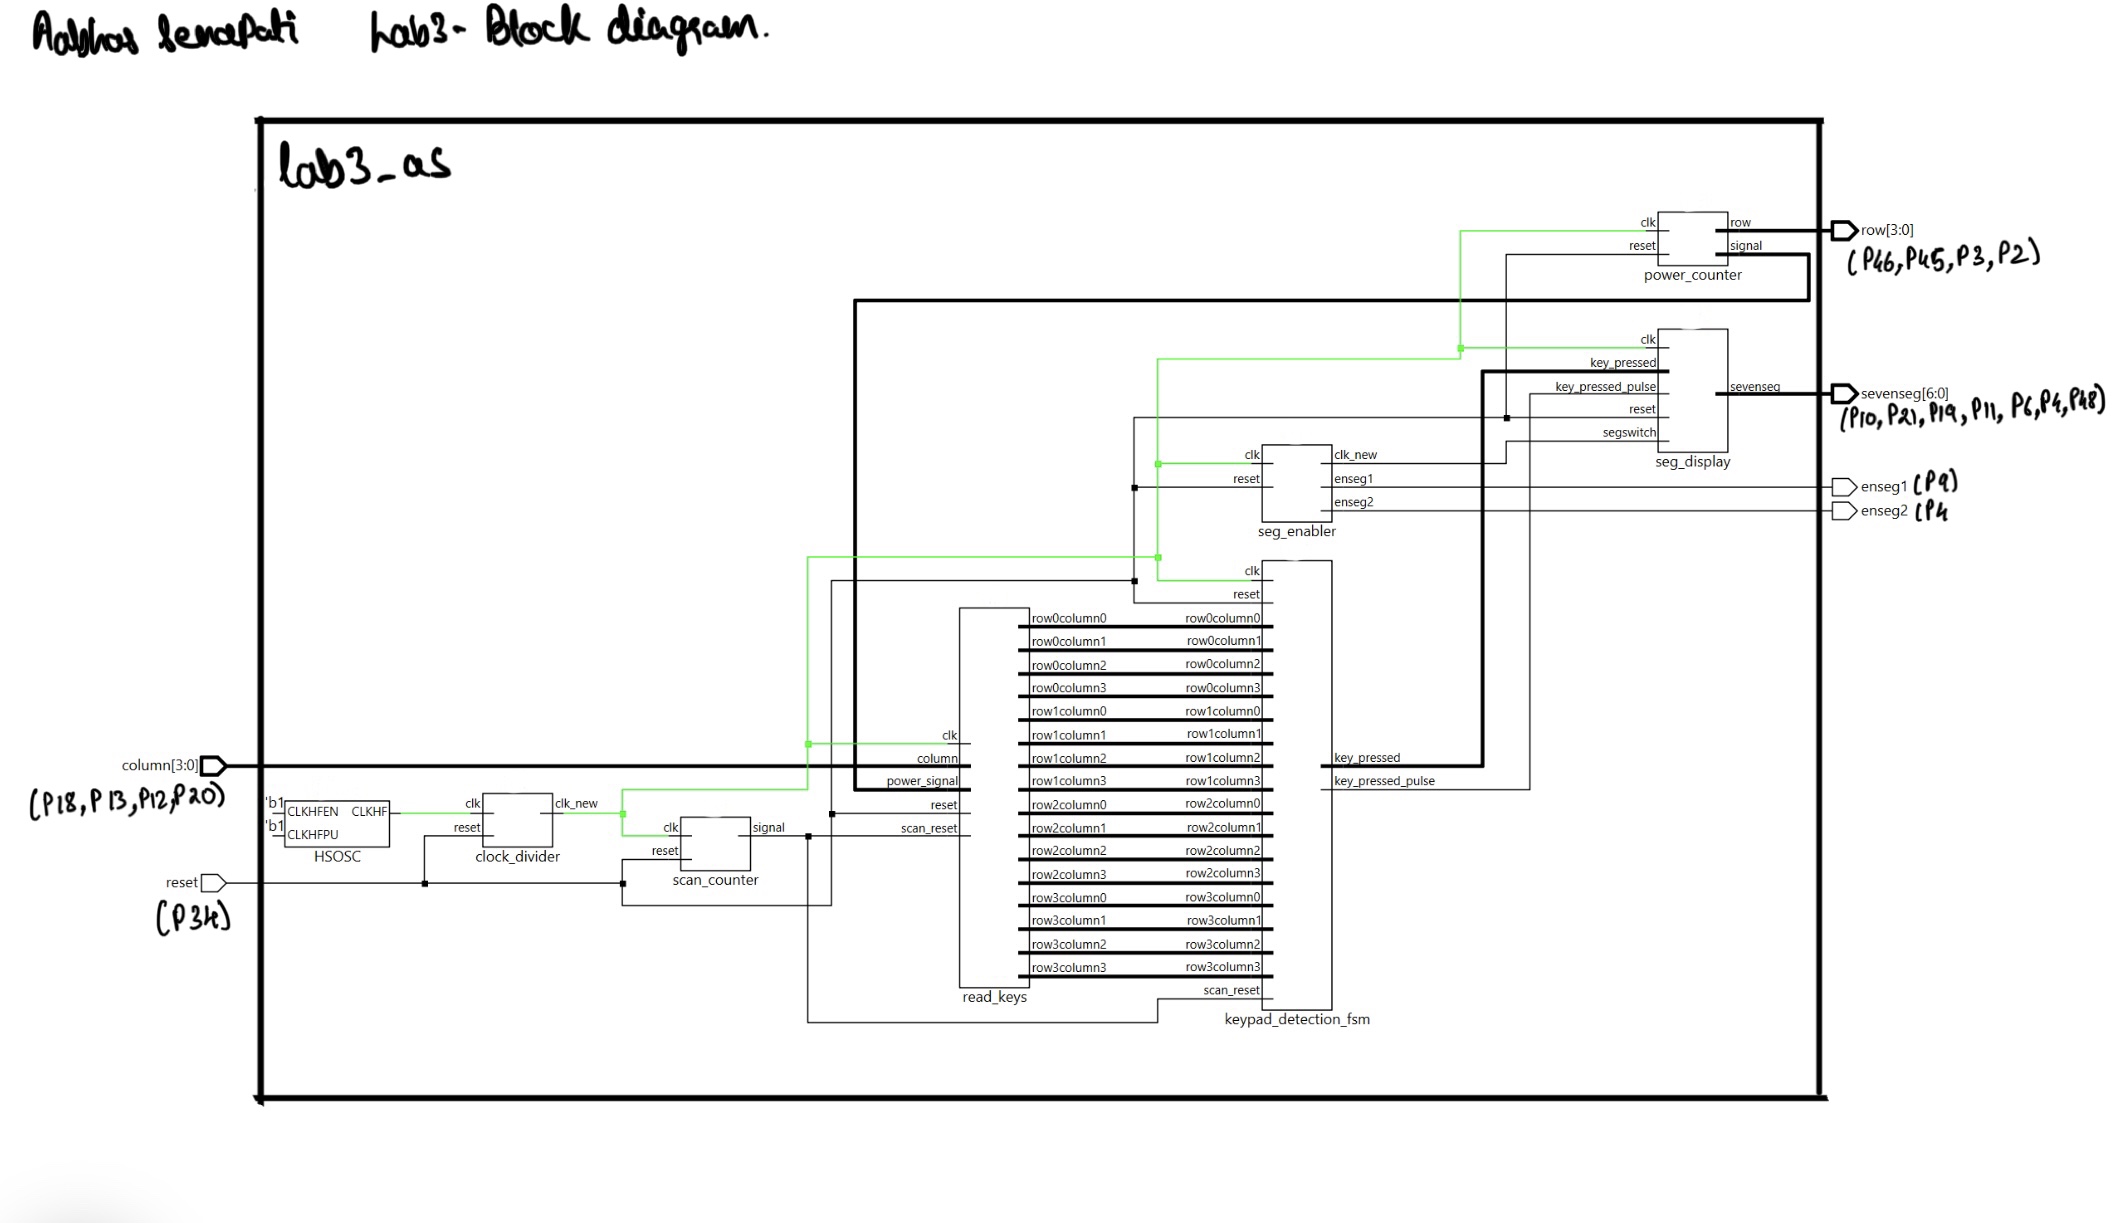 Aabhas Senapati Lab3- Block diagram.
lab3_as
clk
row
row[3:0]
reset
signal
(P46, P45, P3, P2)
power_counter
clk
key_pressed
key_pressed_pulse
sevenseg
sevenseg[6:0]
reset
(P10, P21, P19, P11, P6, P4, P48)
segswitch
seg_display
clk
clk_new
reset
enseg1
enseg1 (P9)
enseg2
enseg2 (P4
seg_enabler
clk
reset
row0column0 row0column0
row0column1 row0column1
row0column2 row0column2
row0column3 row0column3
row1column0 row1column0
clk
row1column1 row1column1
column[3:0]
column
row1column2 row1column2
key_pressed
(P18, P13, P12, P20)
power_signal
row1column3 row1column3
key_pressed_pulse
'b1
CLKHFEN CLKHF
clk
clk_new
reset
row2column0 row2column0
'b1
CLKHFPU
reset
clk
signal
scan_reset
row2column1 row2column1
HSOSC
clock_divider
reset
row2column2 row2column2
reset
scan_counter
row2column3 row2column3
(P34)
row3column0 row3column0
row3column1 row3column1
row3column2 row3column2
row3column3 row3column3
read_keys
scan_reset
keypad_detection_fsm